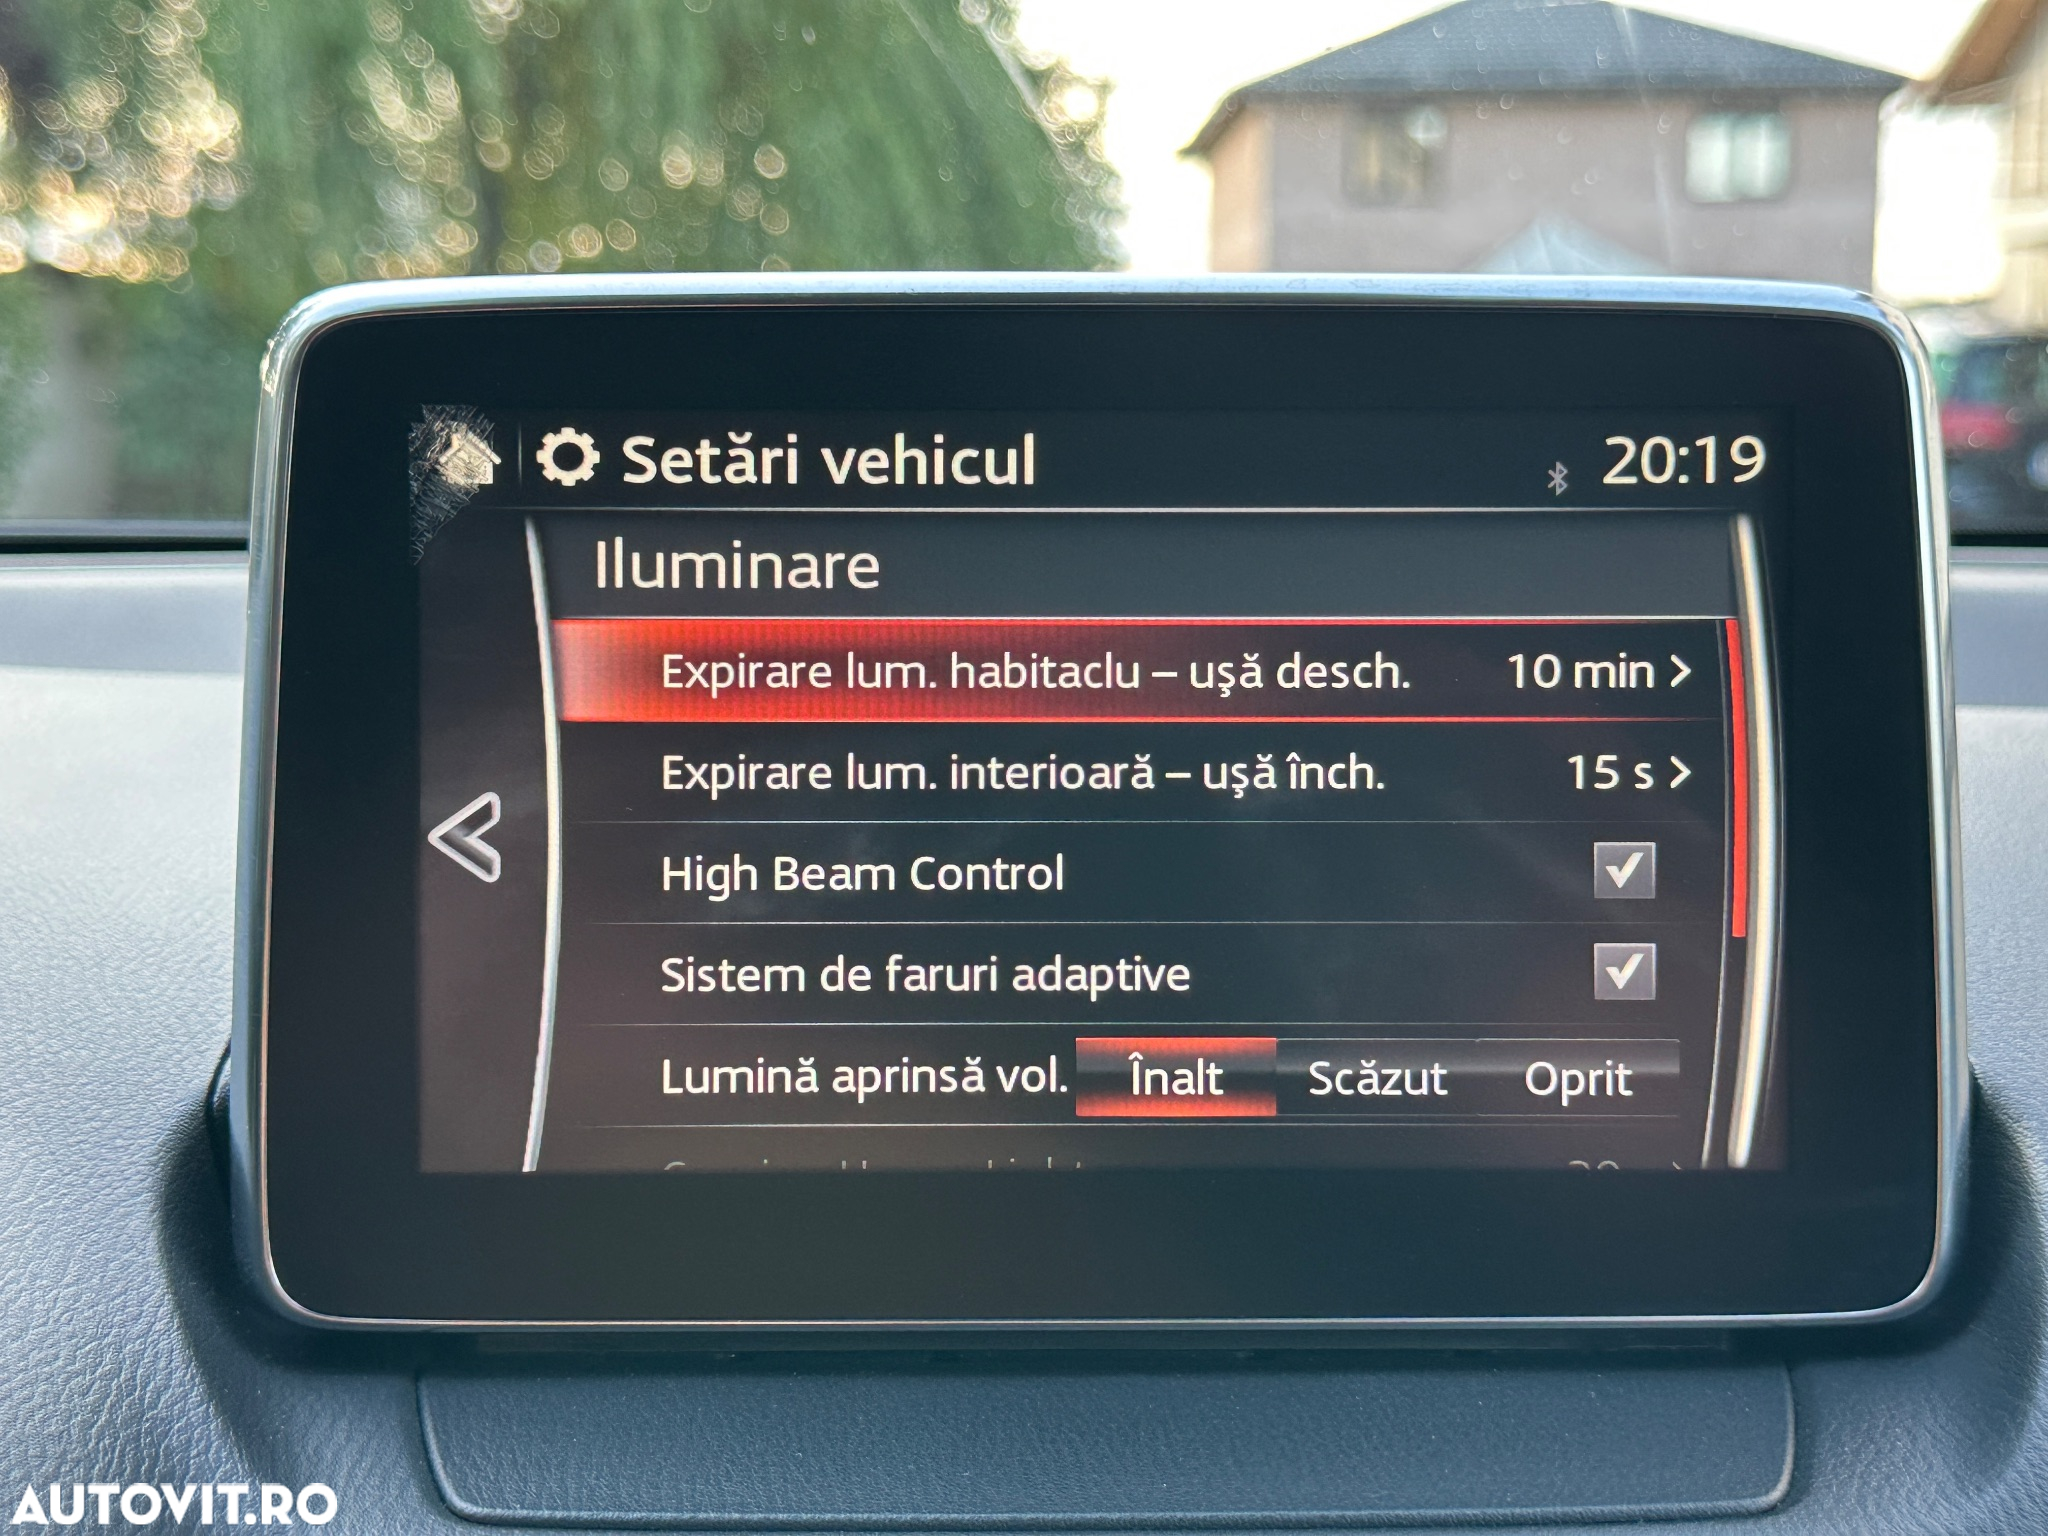 Setări vehicul 20:19
Iluminare
Expirare lum. habitaclu – uşă desch. 10 min >
Expirare lum. interioară – uşă înch. 15 s >
High Beam Control
Sistem de faruri adaptive
Lumină aprinsă vol. Înalt Scăzut Oprit
AUTOVIT.RO